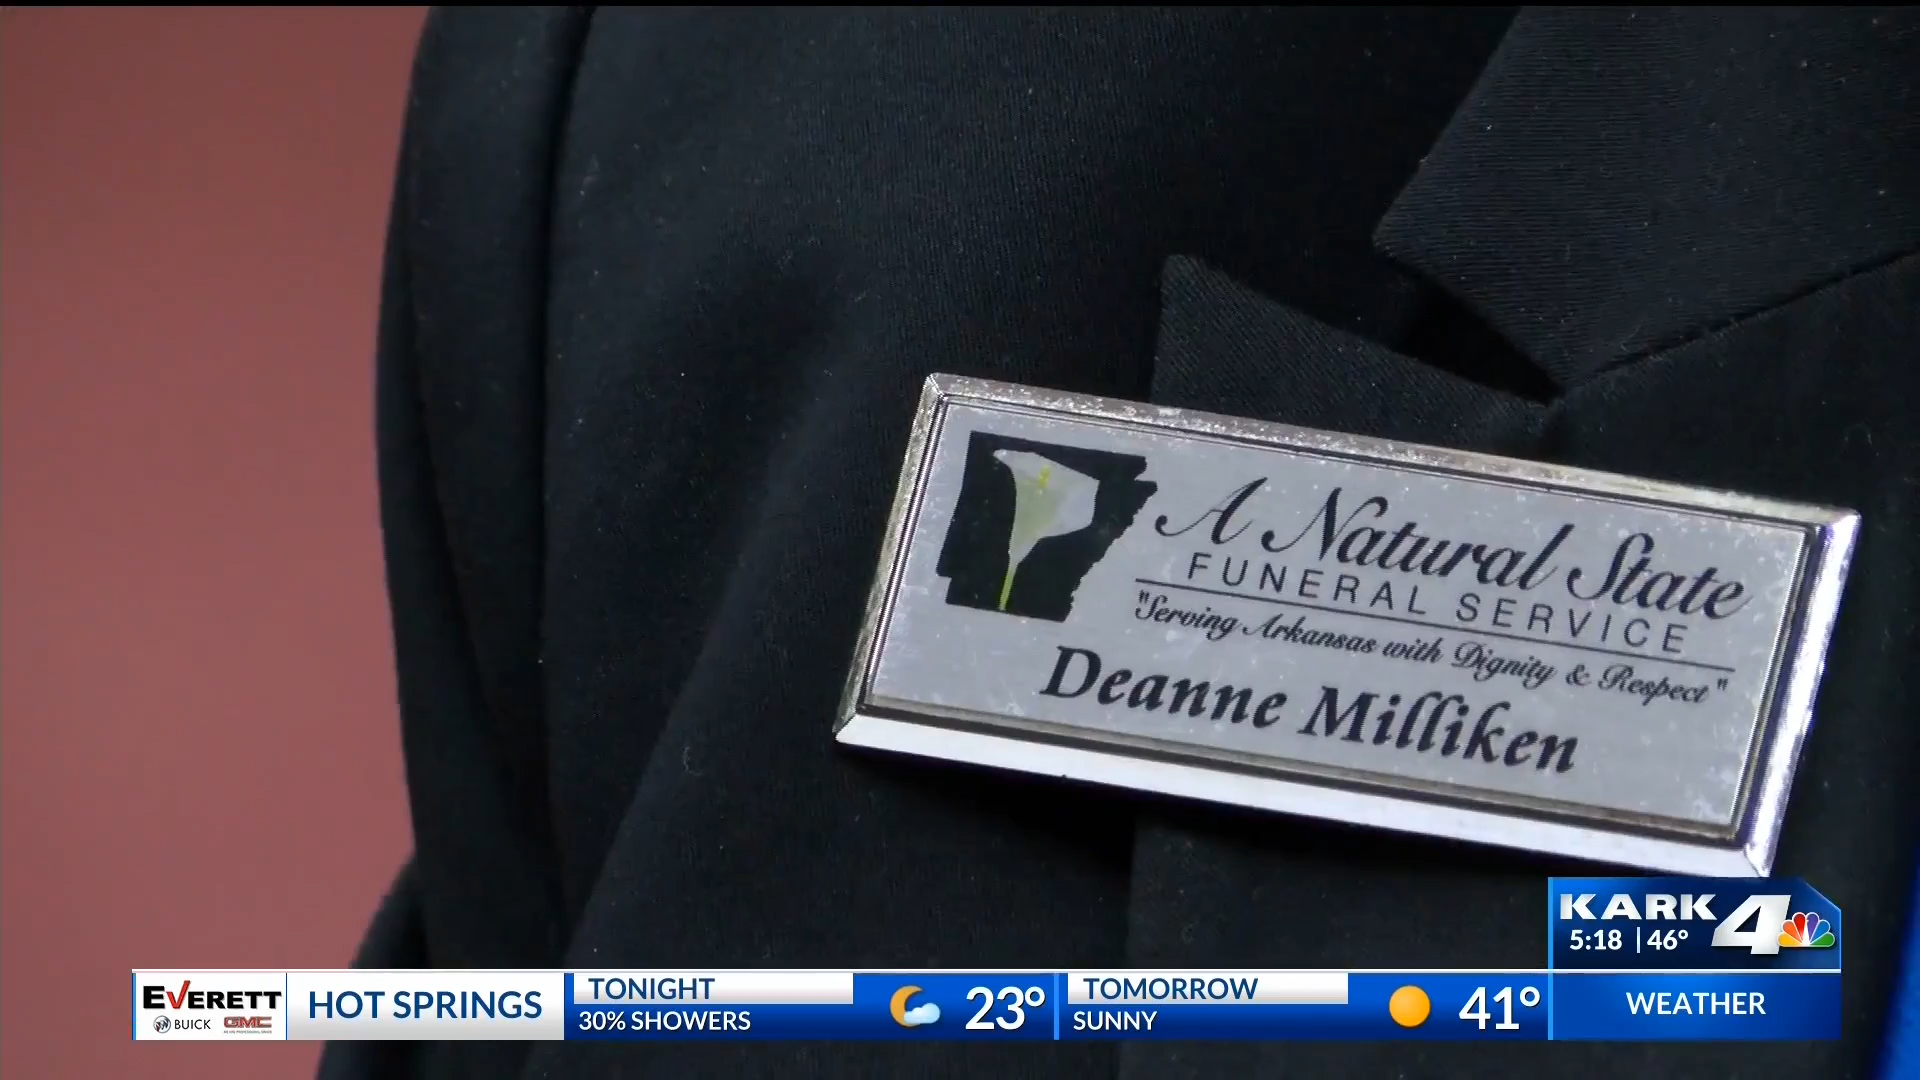 A Natural State
FUNERAL SERVICE
"Serving Arkansas with Dignity & Respect"
Deanne Milliken
KARK 4
5:18 | 46°
EVERETT
BUICK GMC
HOT SPRINGS
TONIGHT
30% SHOWERS
23°
TOMORROW
SUNNY
41°
WEATHER